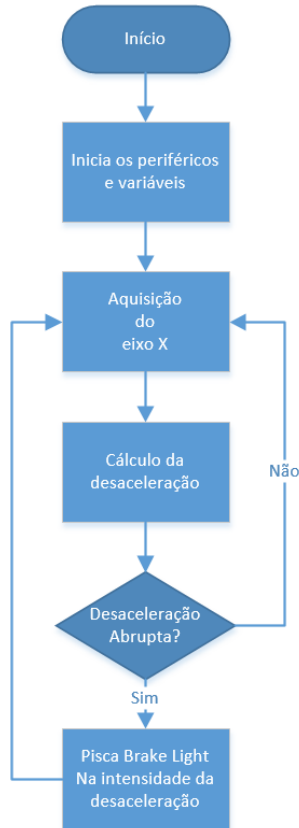 Início
Inicia os periféricos
e variáveis
Aquisição
do
eixo X
Cálculo da
desaceleração
Não
Desaceleração
Abrupta?
Sim
Pisca Brake Light
Na intensidade da
desaceleração